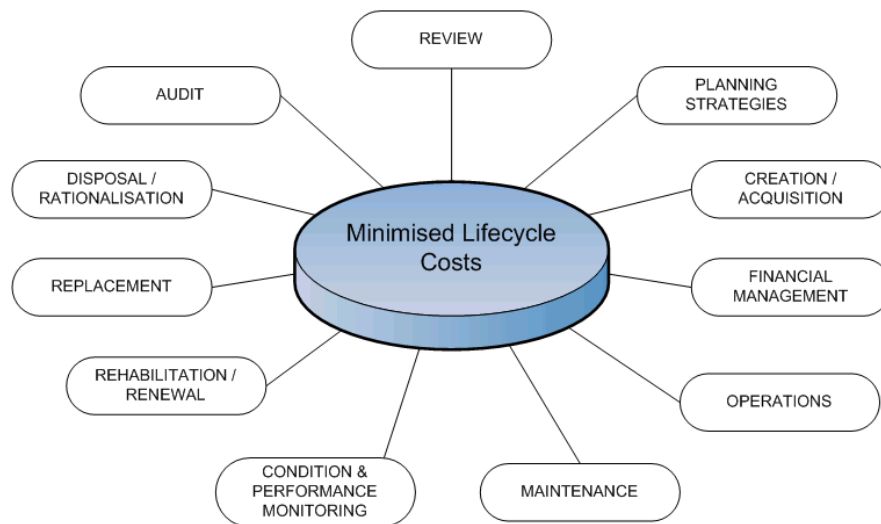 REVIEW
PLANNING
STRATEGIES
CREATION /
ACQUISITION
FINANCIAL
MANAGEMENT
OPERATIONS
MAINTENANCE
CONDITION &
PERFORMANCE
MONITORING
REHABILITATION /
RENEWAL
REPLACEMENT
DISPOSAL /
RATIONALISATION
AUDIT
Minimised Lifecycle
Costs